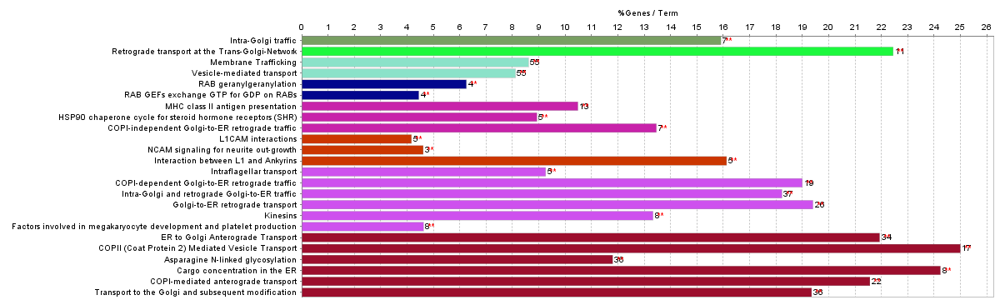 %Genes / Term
0 1 2 3 4 5 6 7 8 9 10 11 12 13 14 15 16 17 18 19 20 21 22 23 24 25 26
Intra-Golgi traffic 7**
Retrograde transport at the Trans-Golgi-Network 11**
Membrane Trafficking 55**
Vesicle-mediated transport 55**
RAB geranylgeranylation 4**
RAB GEFs exchange GTP for GDP on RABs 4**
MHC class II antigen presentation 13**
HSP90 chaperone cycle for steroid hormone receptors (SHR) 5**
COPI-independent Golgi-to-ER retrograde traffic 7**
L1CAM interactions 5**
NCAM signaling for neurite out-growth 3**
Interaction between L1 and Ankyrins 5**
Intraflagellar transport 5**
COPI-dependent Golgi-to-ER retrograde traffic 19**
Intra-Golgi and retrograde Golgi-to-ER traffic 37**
Golgi-to-ER retrograde transport 26**
Kinesins 8**
Factors involved in megakaryocyte development and platelet production 8**
ER to Golgi Anterograde Transport 34**
COPII (Coat Protein 2) Mediated Vesicle Transport 17**
Asparagine N-linked glycosylation 36**
Cargo concentration in the ER 8**
COPI-mediated anterograde transport 22**
Transport to the Golgi and subsequent modification 36**